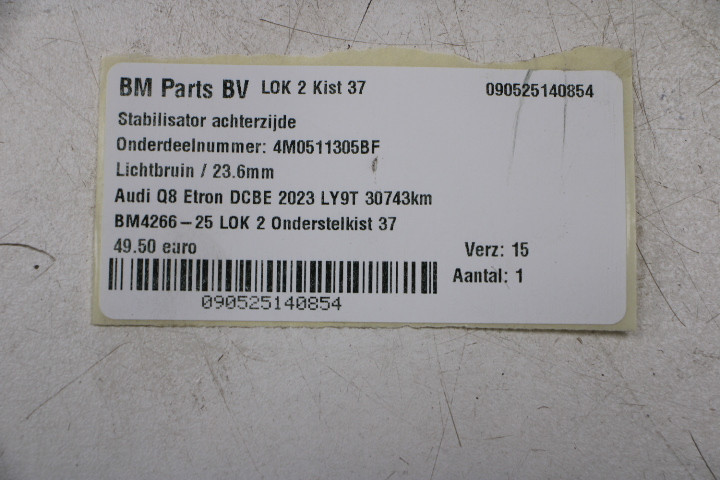 BM Parts BV LOK 2 Kist 37 090525140854
Stabilisator achterzijde
Onderdeelnummer: 4M0511305BF
Lichtbruin / 23.6mm
Audi Q8 Etron DCBE 2023 LY9T 30743km
BM4266-25 LOK 2 Onderstelkist 37
49.50 euro Verz: 15
Aantal: 1
090525140854